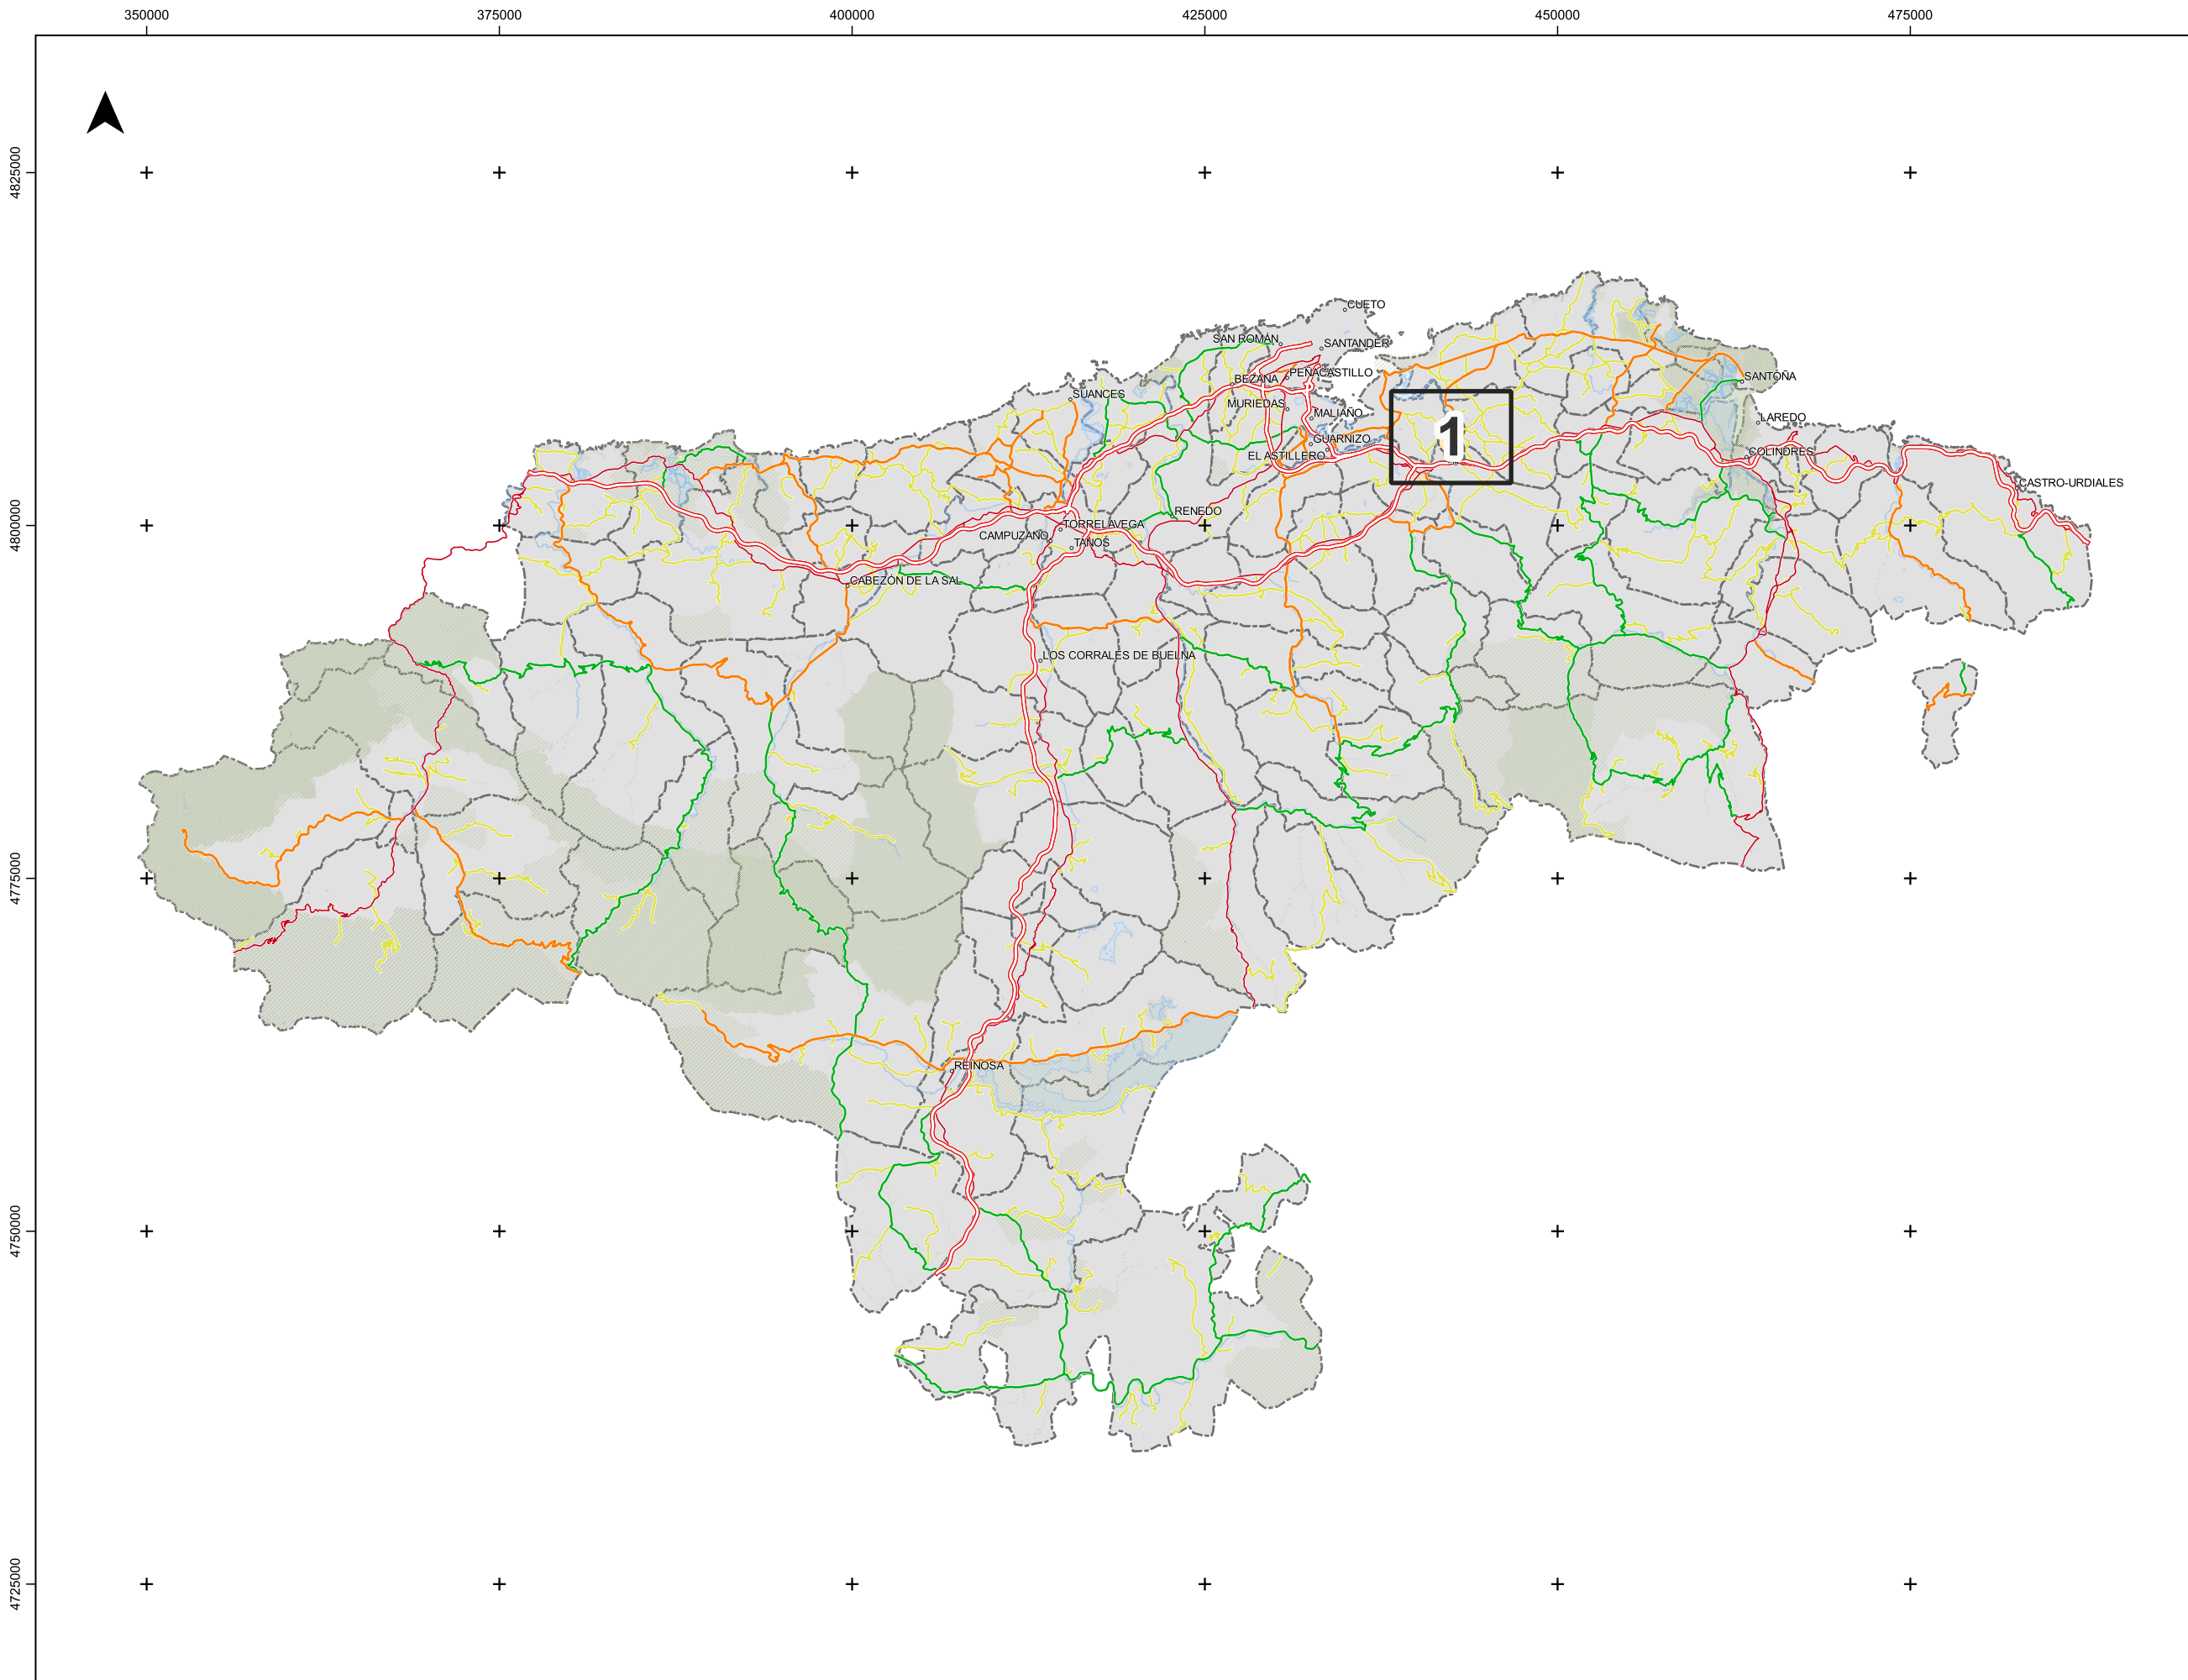 350000 375000 400000 425000 450000 475000
4825000
CUETO
SAN ROMÁN
SANTANDER
PEÑACASTILLO
BEZANA
SANTOÑA
SUANCES
MURIEDAS
MALIAÑO
LAREDO
1
GUARNIZO
EL ASTILLERO
COLINDRES
CASTRO-URDIALES
RENEDO
4800000
TORRELAVEGA
CAMPUZANO
TANOS
CABEZÓN DE LA SAL
LOS CORRALES DE BUELNA
4775000
REINOSA
4750000
4725000